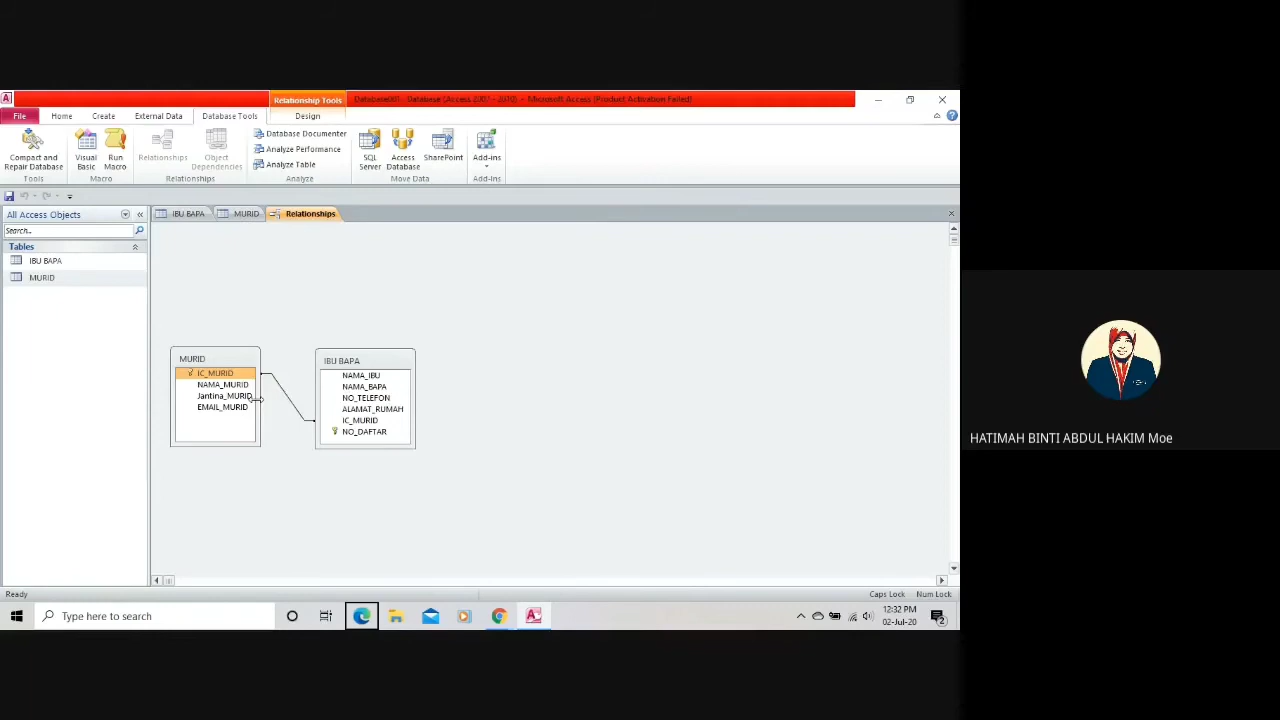 Relationship Tools
Database001 : Database (Access 2007 - 2010) - Microsoft Access (Product Activation Failed)
File
Home
Create
External Data
Database Tools
Design
Compact and
Repair Database
Tools
Visual
Basic
Run
Macro
Macro
Relationships
Object
Dependencies
Relationships
Database Documenter
Analyze Performance
Analyze Table
Analyze
SQL
Server
Access
Database
SharePoint
Move Data
Add-ins
Add-Ins
All Access Objects
Search...
Tables
IBU BAPA
MURID
IBU BAPA
MURID
Relationships
MURID
IC_MURID
NAMA_MURID
Jantina_MURID
EMAIL_MURID
IBU BAPA
NAMA_IBU
NAMA_BAPA
NO_TELEFON
ALAMAT_RUMAH
IC_MURID
NO_DAFTAR
HATIMAH BINTI ABDUL HAKIM Moe
Ready
Caps Lock
Num Lock
Type here to search
12:32 PM
02-Jul-20
2